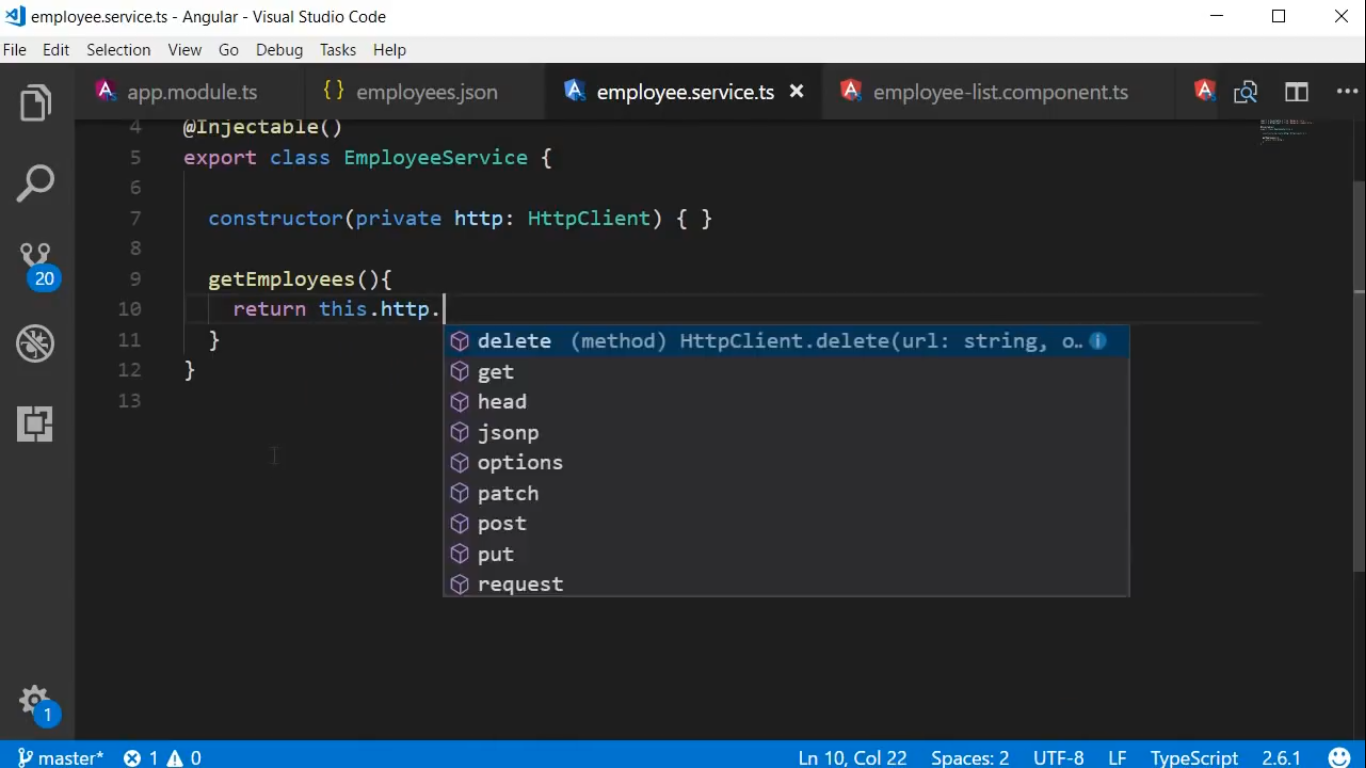 employee.service.ts - Angular - Visual Studio Code
File Edit Selection View Go Debug Tasks Help
app.module.ts { } employees.json employee.service.ts employee-list.component.ts
4 @Injectable()
5 export class EmployeeService {
6
7 constructor(private http: HttpClient) { }
8
9 getEmployees(){
10 return this.http.
11 }
12 }
13
delete (method) HttpClient.delete(url: string, o..
get
head
jsonp
options
patch
post
put
request
20
1
master* 1 0 Ln 10, Col 22 Spaces: 2 UTF-8 LF TypeScript 2.6.1